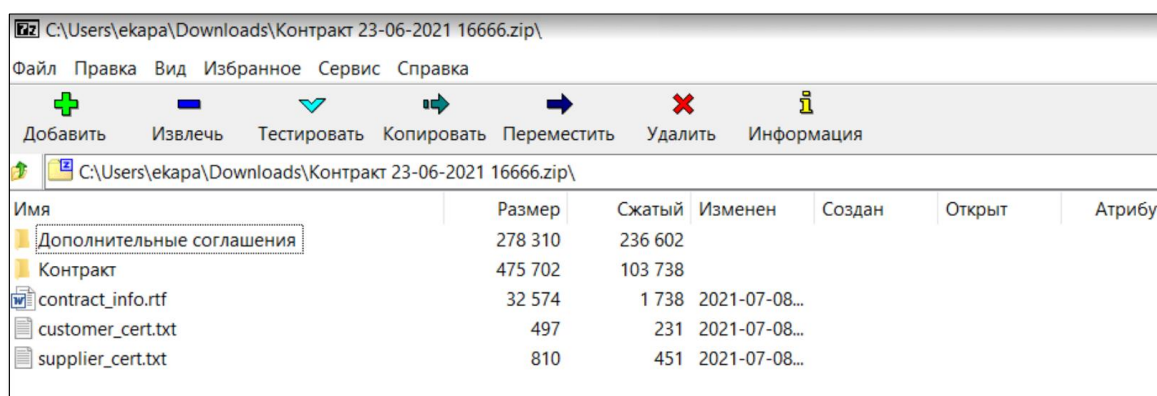 C:\Users\ekapa\Downloads\Контракт 23-06-2021 16666.zip\
Файл Правка Вид Избранное Сервис Справка
Добавить Извлечь Тестировать Копировать Переместить Удалить Информация
C:\Users\ekapa\Downloads\Контракт 23-06-2021 16666.zip\
Имя Размер Сжатый Изменен Создан Открыт Атрибу
Дополнительные соглашения 278 310 236 602
Контракт 475 702 103 738
contract_info.rtf 32 574 1 738 2021-07-08...
customer_cert.txt 497 231 2021-07-08...
supplier_cert.txt 810 451 2021-07-08...